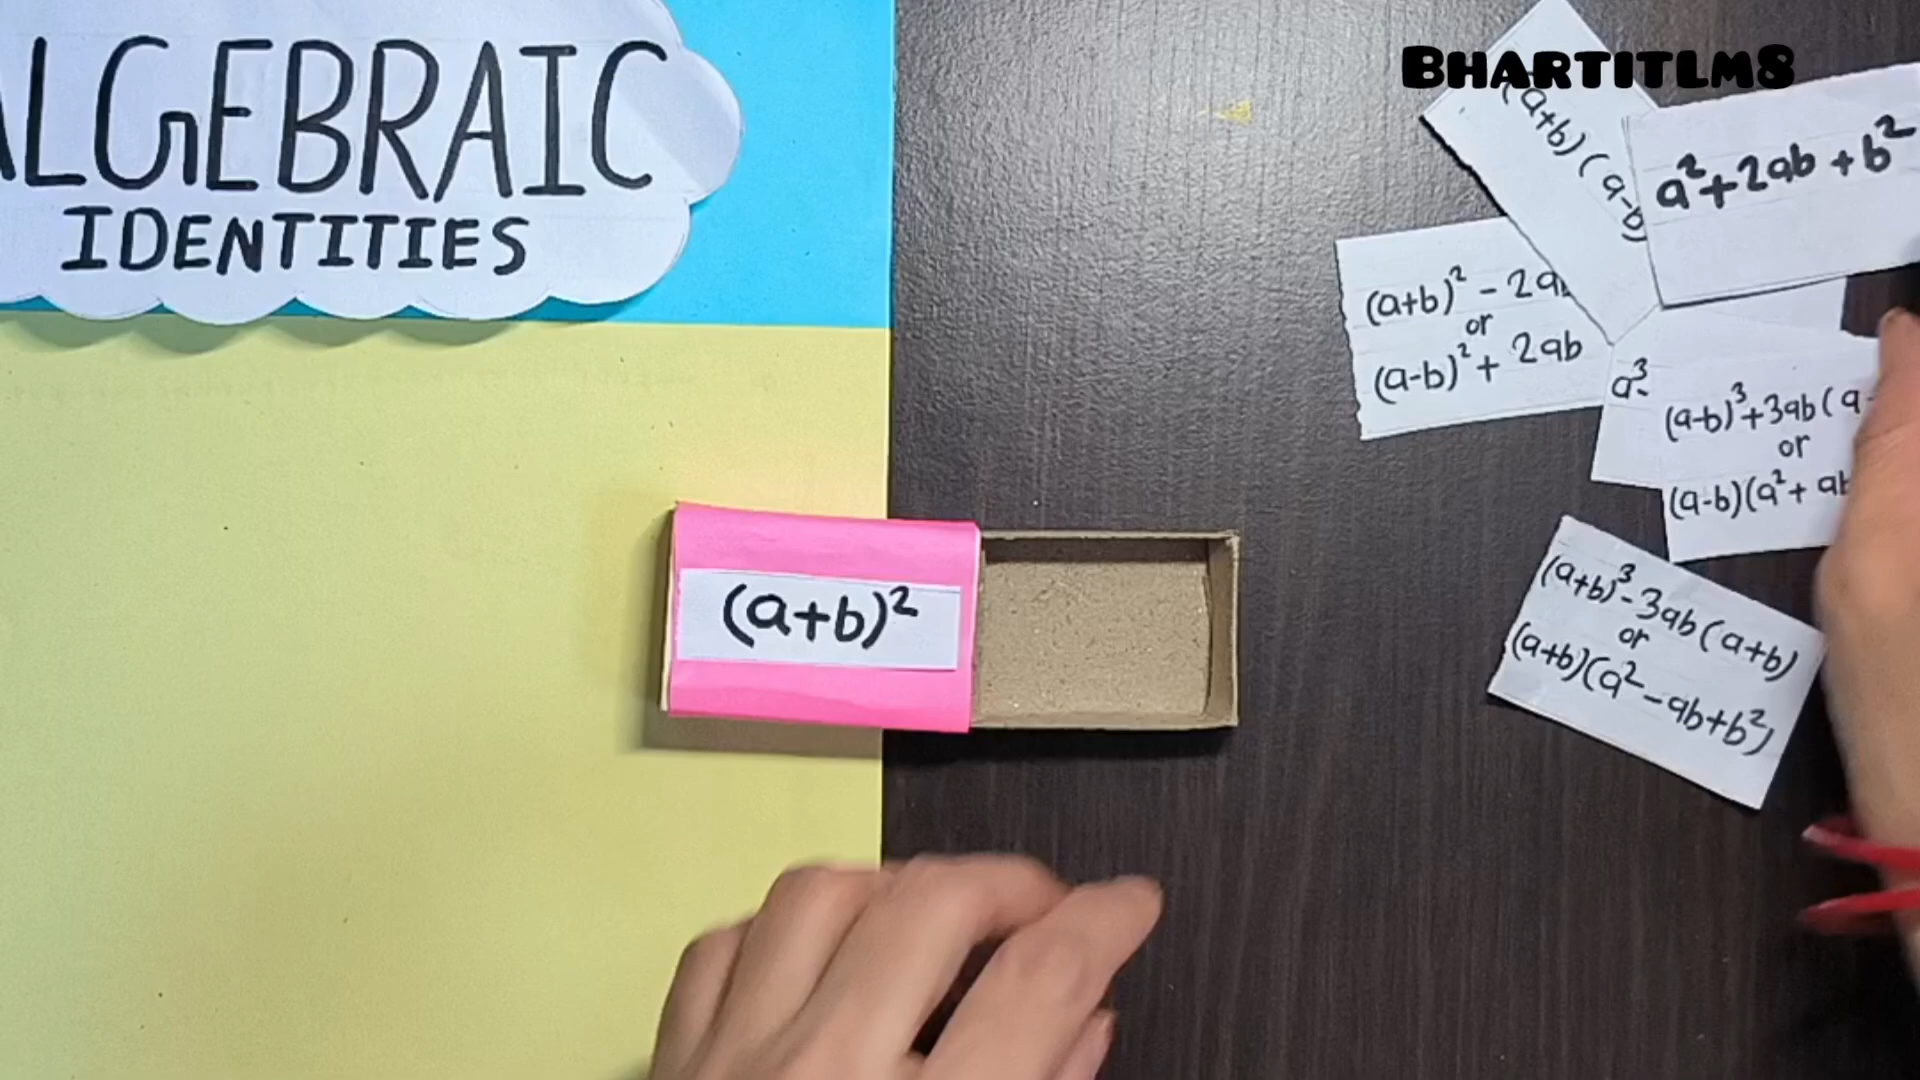 ALGEBRAIC
IDENTITIES
BHARTITLM8
(a+b)(a-b)
a²+2ab+b²
(a+b)²-2a
or
(a-b)²+2ab
a³-
(a-b)³+3ab(a-
or
(a-b)(a²+ab
(a+b)²
(a+b)³-3ab(a+b)
or
(a+b)(a²-ab+b²)